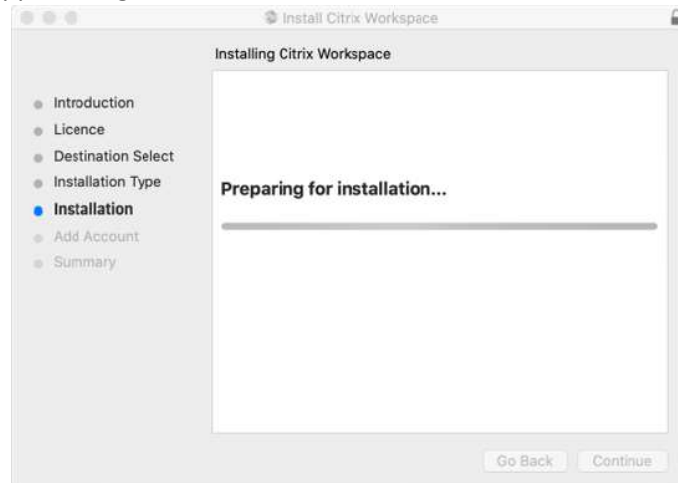 Install Citrix Workspace
Installing Citrix Workspace
Introduction
Licence
Destination Select
Installation Type
Installation
Add Account
Summary
Preparing for installation...
Go Back
Continue